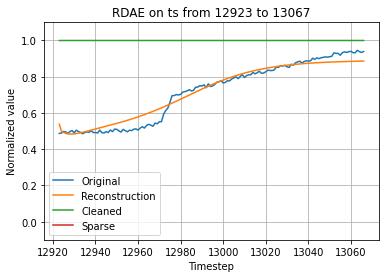 RDAE on ts from 12923 to 13067
Normalized value
1.0
0.8
0.6
0.4
0.2
0.0
Original
Reconstruction
Cleaned
Sparse
12920 12940 12960 12980 13000 13020 13040 13060
Timestep